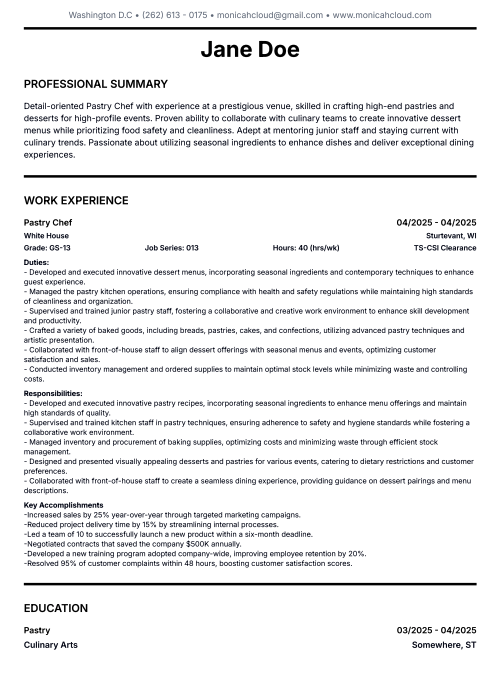 Washington D.C • (262) 613 - 0175 • monicahcloud@gmail.com • www.monicahcloud.com
Jane Doe
PROFESSIONAL SUMMARY
Detail-oriented Pastry Chef with experience at a prestigious venue, skilled in crafting high-end pastries and
desserts for high-profile events. Proven ability to collaborate with culinary teams to create innovative dessert
menus while prioritizing food safety and cleanliness. Adept at mentoring junior staff and staying current with
culinary trends. Passionate about utilizing seasonal ingredients to enhance dishes and deliver exceptional dining
experiences.
WORK EXPERIENCE
Pastry Chef 04/2025 - 04/2025
White House Sturtevant, WI
Grade: GS-13 Job Series: 013 Hours: 40 (hrs/wk) TS-CSI Clearance
Duties:
- Developed and executed innovative dessert menus, incorporating seasonal ingredients and contemporary techniques to enhance
guest experience.
- Managed the pastry kitchen operations, ensuring compliance with health and safety regulations while maintaining high standards
of cleanliness and organization.
- Supervised and trained junior pastry staff, fostering a collaborative and creative work environment to enhance skill development
and productivity.
- Crafted a variety of baked goods, including breads, pastries, cakes, and confections, utilizing advanced pastry techniques and
artistic presentation.
- Collaborated with front-of-house staff to align dessert offerings with seasonal menus and events, optimizing customer
satisfaction and sales.
- Conducted inventory management and ordered supplies to maintain optimal stock levels while minimizing waste and controlling
costs.
Responsibilities:
- Developed and executed innovative pastry recipes, incorporating seasonal ingredients to enhance menu offerings and maintain
high standards of quality.
- Supervised and trained kitchen staff in pastry techniques, ensuring adherence to safety and hygiene standards while fostering a
collaborative work environment.
- Managed inventory and procurement of baking supplies, optimizing costs and minimizing waste through efficient stock
management.
- Designed and presented visually appealing desserts and pastries for various events, catering to dietary restrictions and customer
preferences.
- Collaborated with front-of-house staff to create a seamless dining experience, providing guidance on dessert pairings and menu
descriptions.
Key Accomplishments
-Increased sales by 25% year-over-year through targeted marketing campaigns.
-Reduced project delivery time by 15% by streamlining internal processes.
-Led a team of 10 to successfully launch a new product within a six-month deadline.
-Negotiated contracts that saved the company $500K annually.
-Developed a new training program adopted company-wide, improving employee retention by 20%.
-Resolved 95% of customer complaints within 48 hours, boosting customer satisfaction scores.
EDUCATION
Pastry 03/2025 - 04/2025
Culinary Arts Somewhere, ST